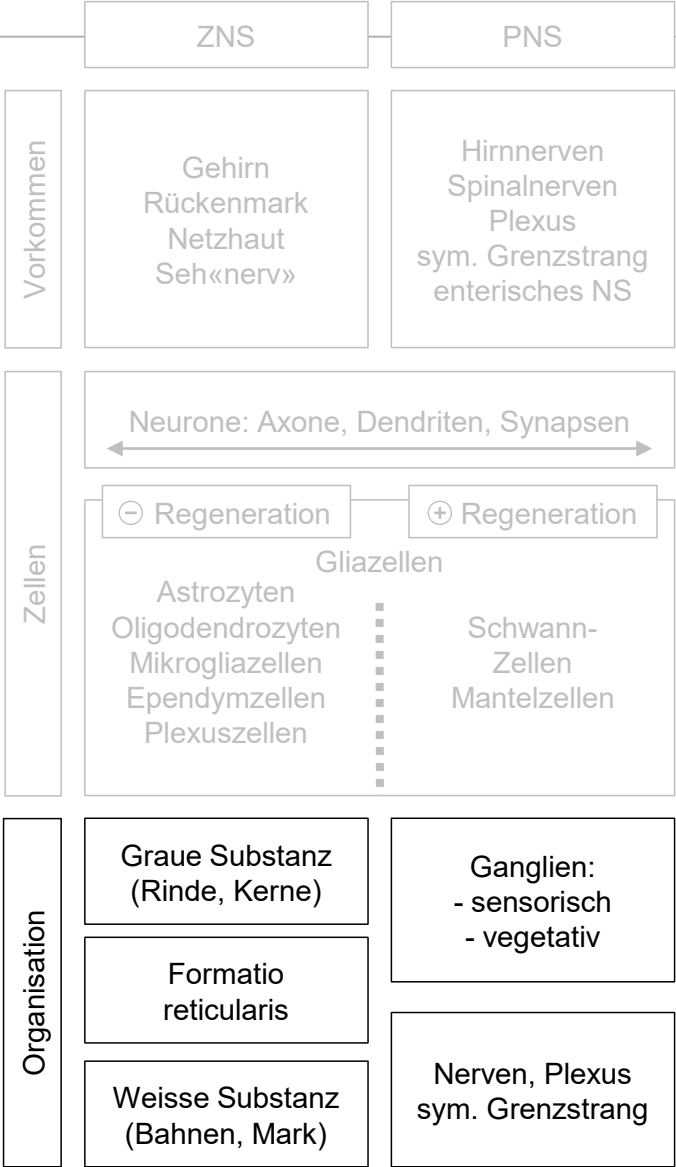 ZNS
PNS
Vorkommen
Gehirn
Rückenmark
Netzhaut
Seh«nerv»
Hirnnerven
Spinalnerven
Plexus
sym. Grenzstrang
enterisches NS
Zellen
Neurone: Axone, Dendriten, Synapsen
⊖ Regeneration
⊕ Regeneration
Gliazellen
Astrozyten
Oligodendrozyten
Mikrogliazellen
Ependymzellen
Plexuszellen
Schwann-
Zellen
Mantelzellen
Organisation
Graue Substanz
(Rinde, Kerne)
Formatio
reticularis
Weisse Substanz
(Bahnen, Mark)
Ganglien:
- sensorisch
- vegetativ
Nerven, Plexus
sym. Grenzstrang